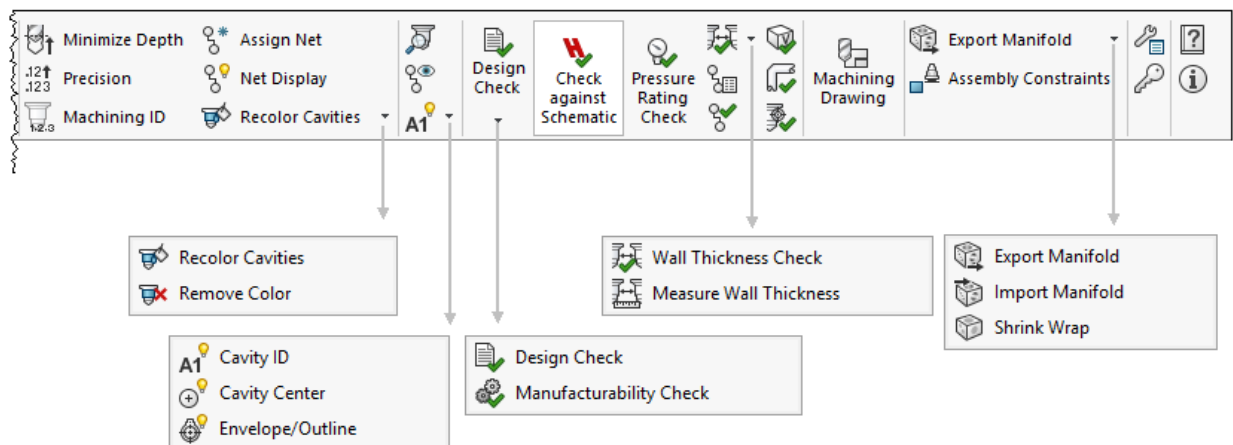 Minimize Depth
Assign Net
.12
.123
Precision
Net Display
1.2.3
Machining ID
Recolor Cavities
A1
Design
Check
H
Check
against
Schematic
Pressure
Rating
Check
V
Machining
Drawing
Export Manifold
Assembly Constraints
?
i
Recolor Cavities
Remove Color
A1 Cavity ID
Cavity Center
Envelope/Outline
Design Check
Manufacturability Check
Wall Thickness Check
Measure Wall Thickness
Export Manifold
Import Manifold
Shrink Wrap